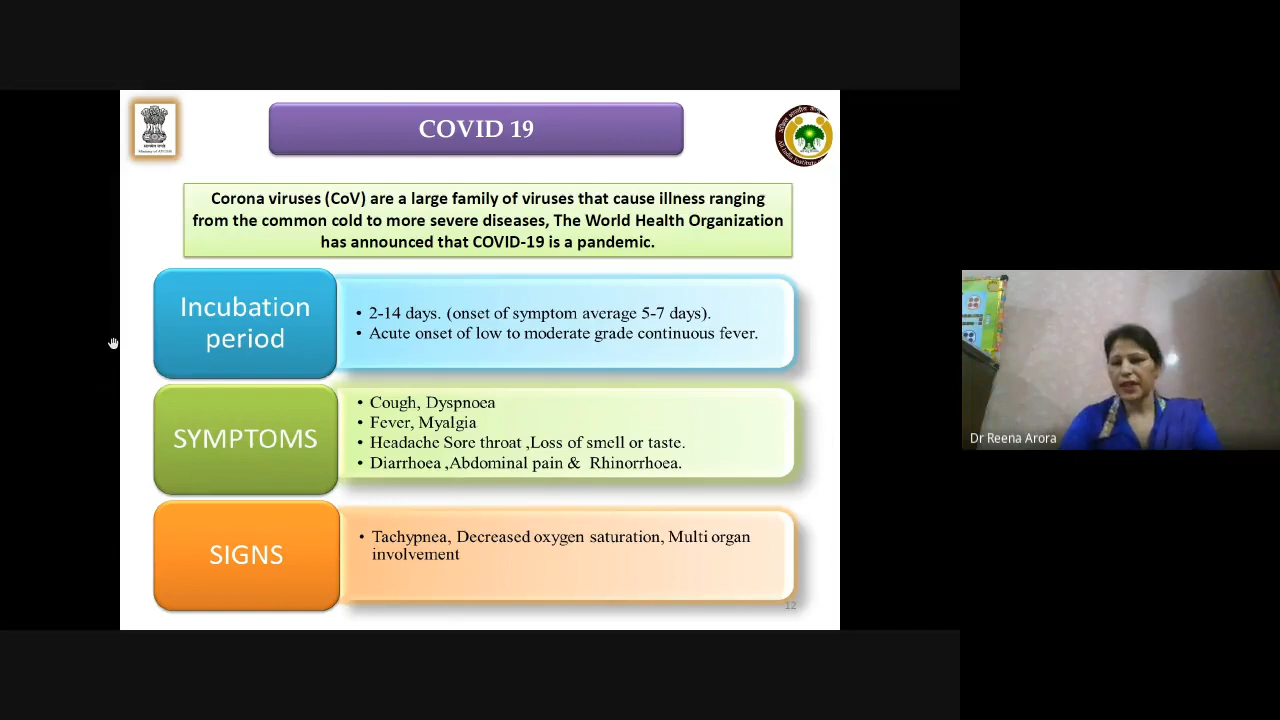 COVID 19
Corona viruses (CoV) are a large family of viruses that cause illness ranging
from the common cold to more severe diseases, The World Health Organization
has announced that COVID-19 is a pandemic.
Incubation
period
• 2-14 days. (onset of symptom average 5-7 days).
• Acute onset of low to moderate grade continuous fever.
SYMPTOMS
• Cough, Dyspnoea
• Fever, Myalgia
• Headache Sore throat ,Loss of smell or taste.
• Diarrhoea ,Abdominal pain & Rhinorrhoea.
SIGNS
• Tachypnea, Decreased oxygen saturation, Multi organ
involvement
12
Dr Reena Arora